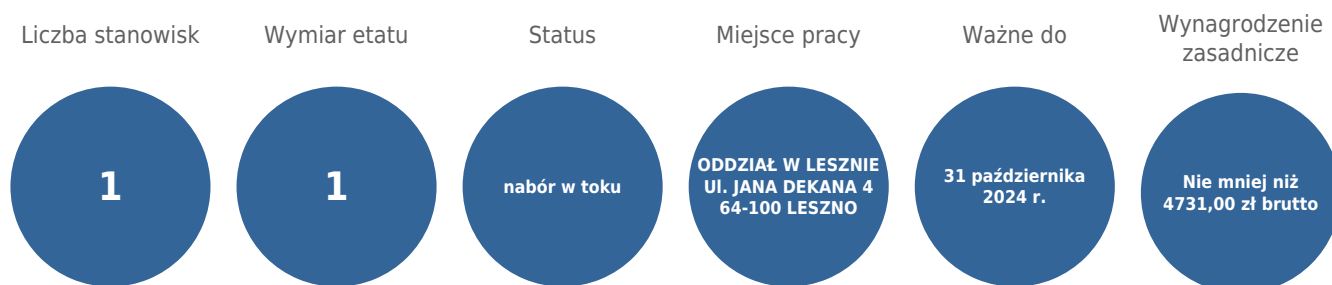 Liczba stanowisk
Wymiar etatu
Status
Miejsce pracy
Ważne do
Wynagrodzenie
zasadnicze
1
1
nabór w toku
ODDZIAŁ W LESZNIE
Ul. JANA DEKANA 4
64-100 LESZNO
31 października
2024 r.
Nie mniej niż
4731,00 zł brutto